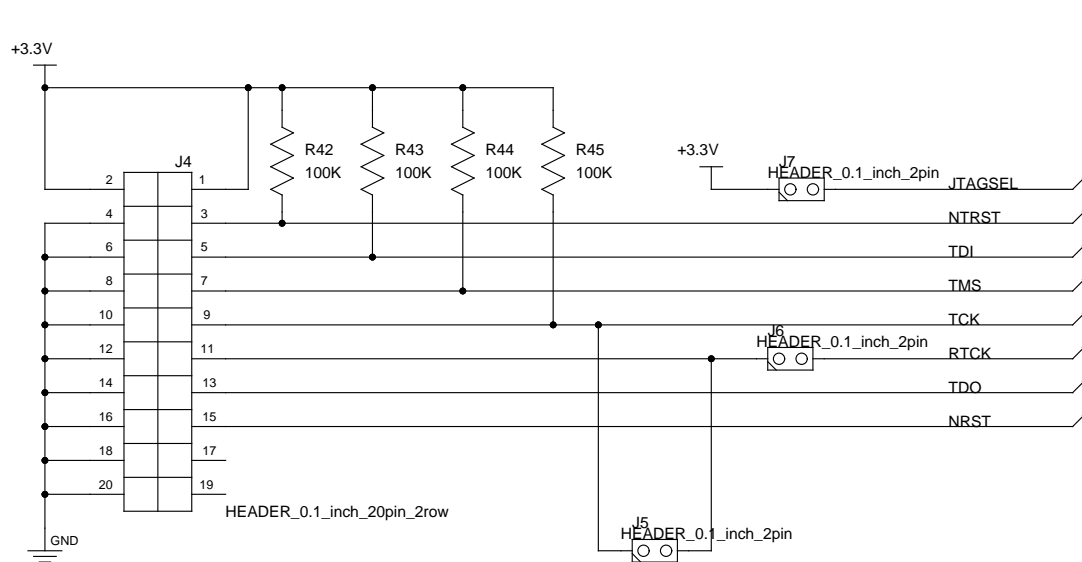 +3.3V
J4
R42
100K
R43
100K
R44
100K
R45
100K
+3.3V
J7
HEADER_0.1_inch_2pin
JTAGSEL
2 1
4 3
NTRST
6 5
TDI
8 7
TMS
10 9
TCK
J6
HEADER_0.1_inch_2pin
12 11
RTCK
14 13
TDO
16 15
NRST
18 17
20 19
HEADER_0.1_inch_20pin_2row
GND
J5
HEADER_0.1_inch_2pin